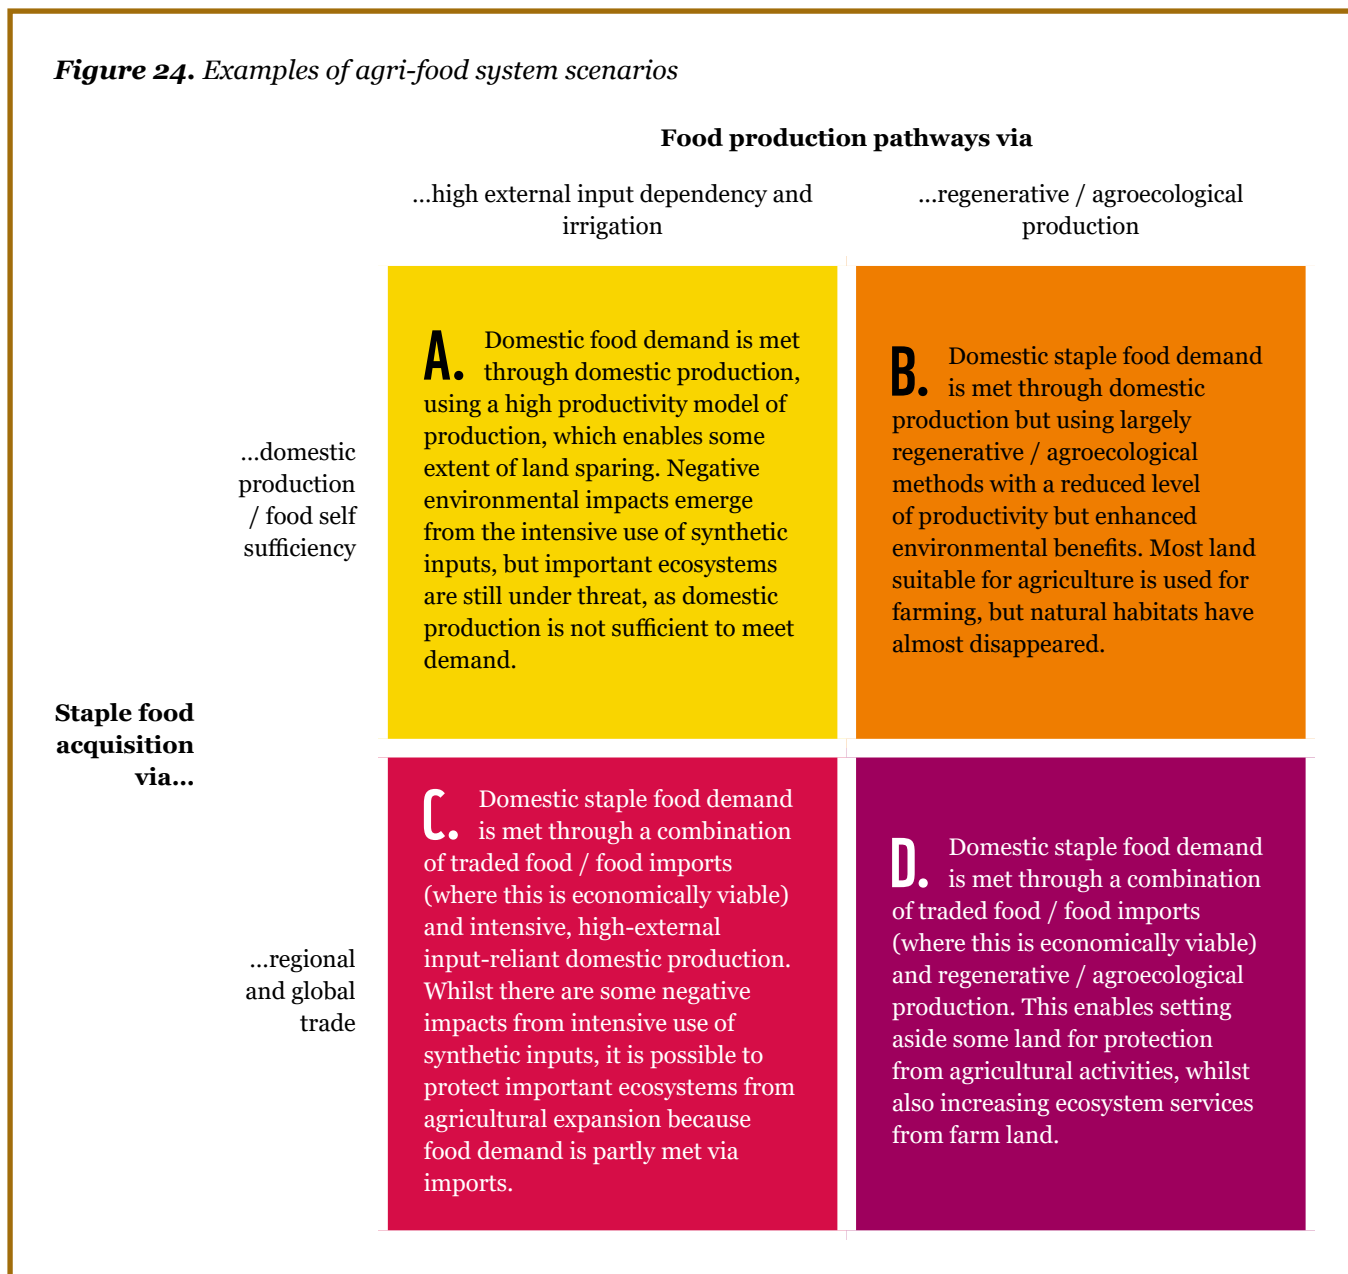 Figure 24. Examples of agri-food system scenarios
Food production pathways via
...high external input dependency and
irrigation
...regenerative / agroecological
production
Staple food
acquisition
via...
...domestic
production
/ food self
sufficiency
A. Domestic food demand is met
through domestic production,
using a high productivity model of
production, which enables some
extent of land sparing. Negative
environmental impacts emerge
from the intensive use of synthetic
inputs, but important ecosystems
are still under threat, as domestic
production is not sufficient to meet
demand.
B. Domestic staple food demand
is met through domestic
production but using largely
regenerative / agroecological
methods with a reduced level
of productivity but enhanced
environmental benefits. Most land
suitable for agriculture is used for
farming, but natural habitats have
almost disappeared.
...regional
and global
trade
C. Domestic staple food demand
is met through a combination
of traded food / food imports
(where this is economically viable)
and intensive, high-external
input-reliant domestic production.
Whilst there are some negative
impacts from intensive use of
synthetic inputs, it is possible to
protect important ecosystems from
agricultural expansion because
food demand is partly met via
imports.
D. Domestic staple food demand
is met through a combination
of traded food / food imports
(where this is economically viable)
and regenerative / agroecological
production. This enables setting
aside some land for protection
from agricultural activities, whilst
also increasing ecosystem services
from farm land.